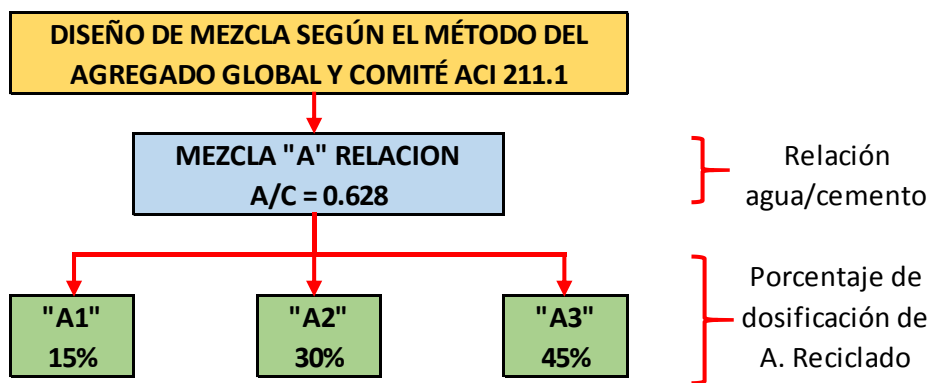 DISEÑO DE MEZCLA SEGÚN EL MÉTODO DEL
AGREGADO GLOBAL Y COMITÉ ACI 211.1
MEZCLA "A" RELACION
A/C = 0.628
Relación
agua/cemento
"A1"
15%
"A2"
30%
"A3"
45%
Porcentaje de
dosificación de
A. Reciclado